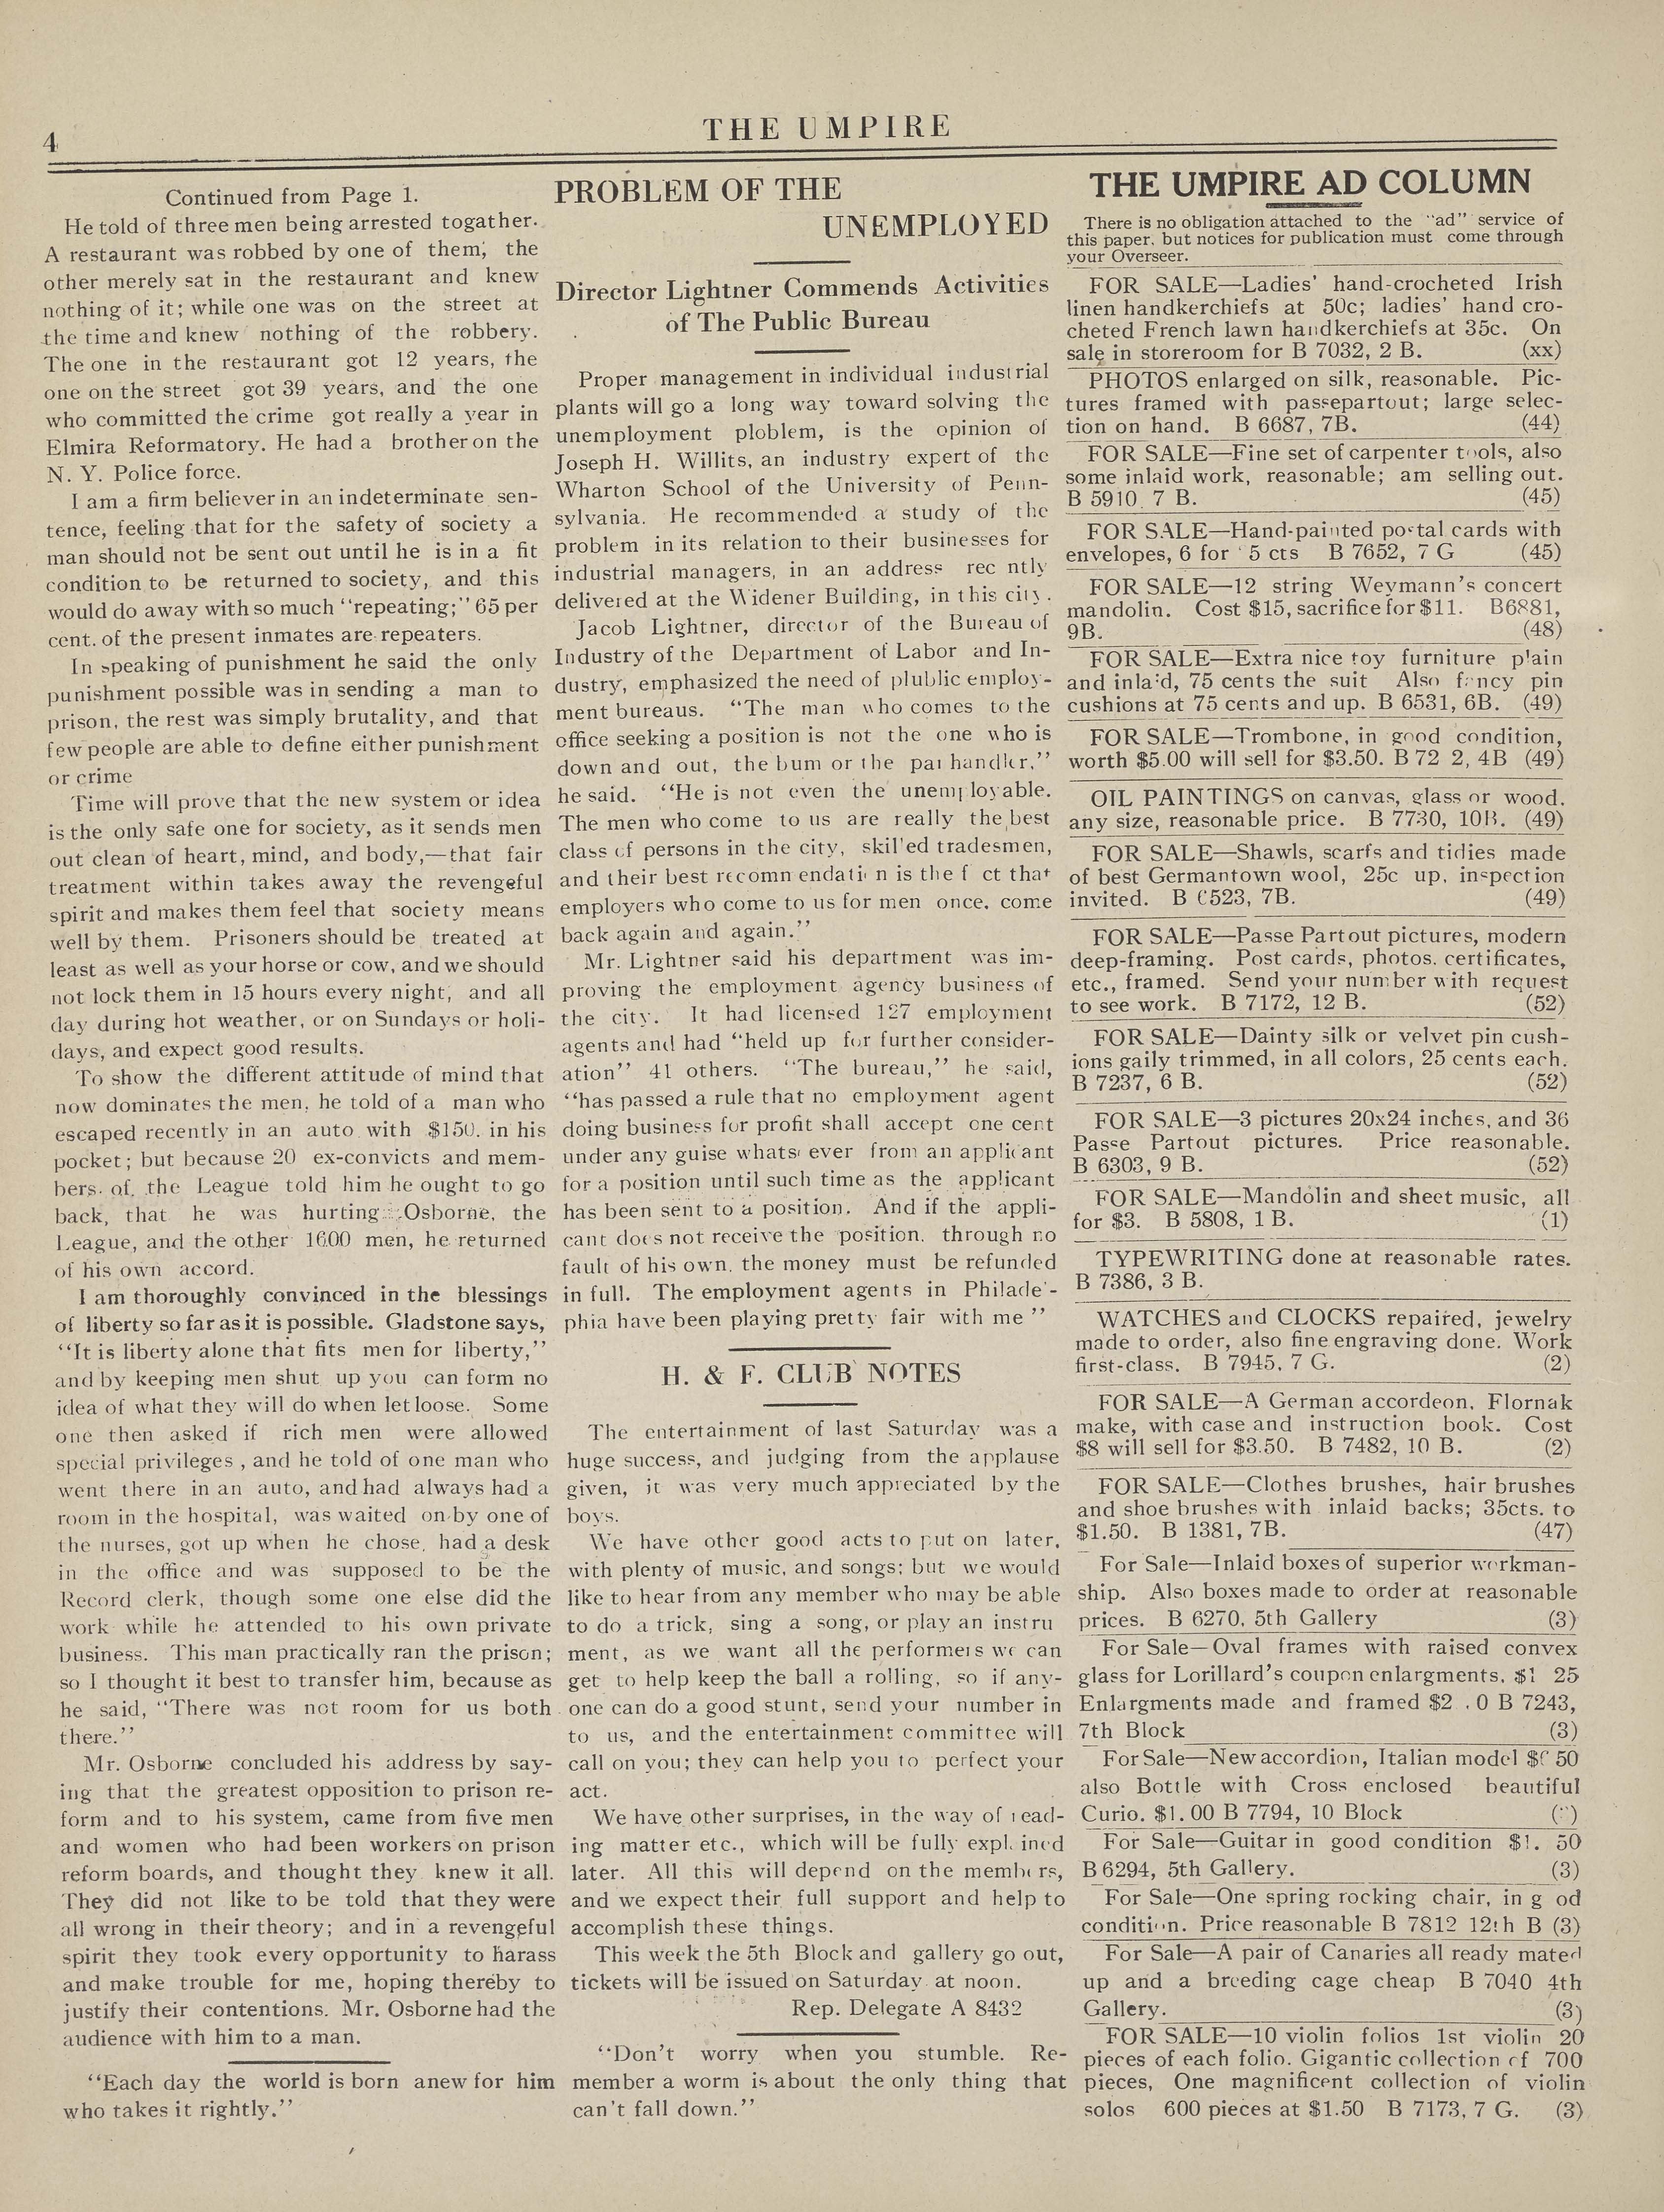 4
THE UMPIRE
Continued from Page 1.
He told of three men being arrested togather.
A restaurant was robbed by one of them; the
other merely sat in the restaurant and knew
nothing of it; while one was on the street at
the time and knew nothing of the robbery.
The one in the restaurant got 12 years, the
one on the street got 39 years, and the one
who committed the crime got really a year in
Elmira Reformatory. He had a brother on the
N. Y. Police force.
I am a firm believer in an indeterminate sen-
tence, feeling that for the safety of society a
man should not be sent out until he is in a fit
condition to be returned to society, and this
would do away with so much "repeating;" 65 per
cent. of the present inmates are repeaters.
In speaking of punishment he said the only
punishment possible was in sending a man to
prison, the rest was simply brutality, and that
few people are able to define either punishment
or crime
Time will prove that the new system or idea
is the only safe one for society, as it sends men
out clean of heart, mind, and body,—that fair
treatment within takes away the revengeful
spirit and makes them feel that society means
well by them. Prisoners should be treated at
least as well as your horse or cow, and we should
not lock them in 15 hours every night, and all
day during hot weather, or on Sundays or holi-
days, and expect good results.
To show the different attitude of mind that
now dominates the men, he told of a man who
escaped recently in an auto with $150. in his
pocket; but because 20 ex-convicts and mem-
bers of the League told him he ought to go
back, that he was hurting Osborne, the
League, and the other 1600 men, he returned
of his own accord.
I am thoroughly convinced in the blessings
of liberty so far as it is possible. Gladstone says,
"It is liberty alone that fits men for liberty,"
and by keeping men shut up you can form no
idea of what they will do when let loose. Some
one then asked if rich men were allowed
special privileges, and he told of one man who
went there in an auto, and had always had a
room in the hospital, was waited on by one of
the nurses, got up when he chose, had a desk
in the office and was supposed to be the
Record clerk, though some one else did the
work while he attended to his own private
business. This man practically ran the prison;
so I thought it best to transfer him, because as
he said, "There was not room for us both
there."
Mr. Osborne concluded his address by say-
ing that the greatest opposition to prison re-
form and to his system, came from five men
and women who had been workers on prison
reform boards, and thought they knew it all.
They did not like to be told that they were
all wrong in their theory; and in a revengeful
spirit they took every opportunity to harass
and make trouble for me, hoping thereby to
justify their contentions. Mr. Osborne had the
audience with him to a man.
"Each day the world is born anew for him
who takes it rightly."
PROBLEM OF THE
UNEMPLOYED
Director Lightner Commends Activities
of The Public Bureau
Proper management in individual industrial
plants will go a long way toward solving the
unemployment ploblem, is the opinion of
Joseph H. Willits, an industry expert of the
Wharton School of the University of Penn-
sylvania. He recommended a study of the
problem in its relation to their businesses for
industrial managers, in an address rec ntly
delivered at the Widener Building, in this city.
Jacob Lightner, director of the Bureau of
Industry of the Department of Labor and In-
dustry, emphasized the need of plublic employ-
ment bureaus. "The man who comes to the
office seeking a position is not the one who is
down and out, the bum or the panhandler,"
he said. "He is not even the unemployable.
The men who come to us are really the best
class of persons in the city, skil'ed tradesmen,
and their best recommendation is the f ct that
employers who come to us for men once, come
back again and again."
Mr. Lightner said his department was im-
proving the employment agency business of
the city. It had licensed 127 employment
agents and had "held up for further consider-
ation" 41 others. "The bureau," he said,
"has passed a rule that no employment agent
doing business for profit shall accept one cent
under any guise whatsoever from an applicant
for a position until such time as the applicant
has been sent to a position. And if the appli-
cant does not receive the position, through no
fault of his own, the money must be refunded
in full. The employment agents in Philadel-
phia have been playing pretty fair with me"
H. & F. CLUB NOTES
The entertainment of last Saturday was a
huge success, and judging from the applause
given, it was very much appreciated by the
boys.
We have other good acts to put on later,
with plenty of music, and songs; but we would
like to hear from any member who may be able
to do a trick, sing a song, or play an instru
ment, as we want all the performers we can
get to help keep the ball a rolling, so if any-
one can do a good stunt, send your number in
to us, and the entertainment committee will
call on you; they can help you to perfect your
act.
We have other surprises, in the way of read-
ing matter etc., which will be fully explained
later. All this will depend on the members,
and we expect their full support and help to
accomplish these things.
This week the 5th Block and gallery go out,
tickets will be issued on Saturday at noon.
Rep. Delegate A 8432
"Don't worry when you stumble. Re-
member a worm is about the only thing that
can't fall down."
THE UMPIRE AD COLUMN
There is no obligation attached to the "ad" service of
this paper, but notices for publication must come through
your Overseer.
FOR SALE—Ladies' hand-crocheted Irish
linen handkerchiefs at 50c; ladies' hand cro-
cheted French lawn handkerchiefs at 35c. On
sale in storeroom for B 7032, 2 B. (xx)
PHOTOS enlarged on silk, reasonable. Pic-
tures framed with passepartout; large selec-
tion on hand. B 6687, 7B. (44)
FOR SALE—Fine set of carpenter tools, also
some inlaid work, reasonable; am selling out.
B 5910, 7 B. (45)
FOR SALE—Hand-painted postal cards with
envelopes, 6 for 5 cts B 7652, 7 G (45)
FOR SALE—12 string Weymann's concert
mandolin. Cost $15, sacrifice for $11. B6881,
9B. (48)
FOR SALE—Extra nice toy furniture plain
and inlaid, 75 cents the suit Also fancy pin
cushions at 75 cents and up. B 6531, 6B. (49)
FOR SALE—Trombone, in good condition,
worth $5.00 will sell for $3.50. B 72 2, 4B (49)
OIL PAINTINGS on canvas, glass or wood,
any size, reasonable price. B 7730, 10B. (49)
FOR SALE—Shawls, scarfs and tidies made
of best Germantown wool, 25c up, inspection
invited. B 6523, 7B. (49)
FOR SALE—Passe Partout pictures, modern
deep-framing. Post cards, photos, certificates,
etc., framed. Send your number with request
to see work. B 7172, 12 B. (52)
FOR SALE—Dainty silk or velvet pin cush-
ions gaily trimmed, in all colors, 25 cents each.
B 7237, 6 B. (52)
FOR SALE—3 pictures 20x24 inches, and 36
Passe Partout pictures. Price reasonable.
B 6303, 9 B. (52)
FOR SALE—Mandolin and sheet music, all
for $3. B 5808, 1 B. (1)
TYPEWRITING done at reasonable rates.
B 7386, 3 B.
WATCHES and CLOCKS repaired, jewelry
made to order, also fine engraving done. Work
first-class. B 7945, 7 G. (2)
FOR SALE—A German accordeon, Flornak
make, with case and instruction book. Cost
$8 will sell for $3.50. B 7482, 10 B. (2)
FOR SALE—Clothes brushes, hair brushes
and shoe brushes with inlaid backs; 35cts. to
$1.50. B 1381, 7B. (47)
For Sale—Inlaid boxes of superior workman-
ship. Also boxes made to order at reasonable
prices. B 6270, 5th Gallery (3)
For Sale—Oval frames with raised convex
glass for Lorillard's coupon enlargments, $1 25
Enlargments made and framed $2 . 0 B 7243,
7th Block (3)
For Sale—New accordion, Italian model 50
also Bottle with Cross enclosed beautiful
Curio. $1.00 B 7794, 10 Block
For Sale—Guitar in good condition $1. 50
B 6294, 5th Gallery. (3)
For Sale—One spring rocking chair, in g od
condition. Price reasonable B 7812 12th B (3)
For Sale—A pair of Canaries all ready mated
up and a breeding cage cheap B 7040 4th
Gallery. (3)
FOR SALE—10 violin folios 1st violin 20
pieces of each folio. Gigantic collection of 700
pieces, One magnificent collection of violin
solos 600 pieces at $1.50 B 7173, 7 G. (3)